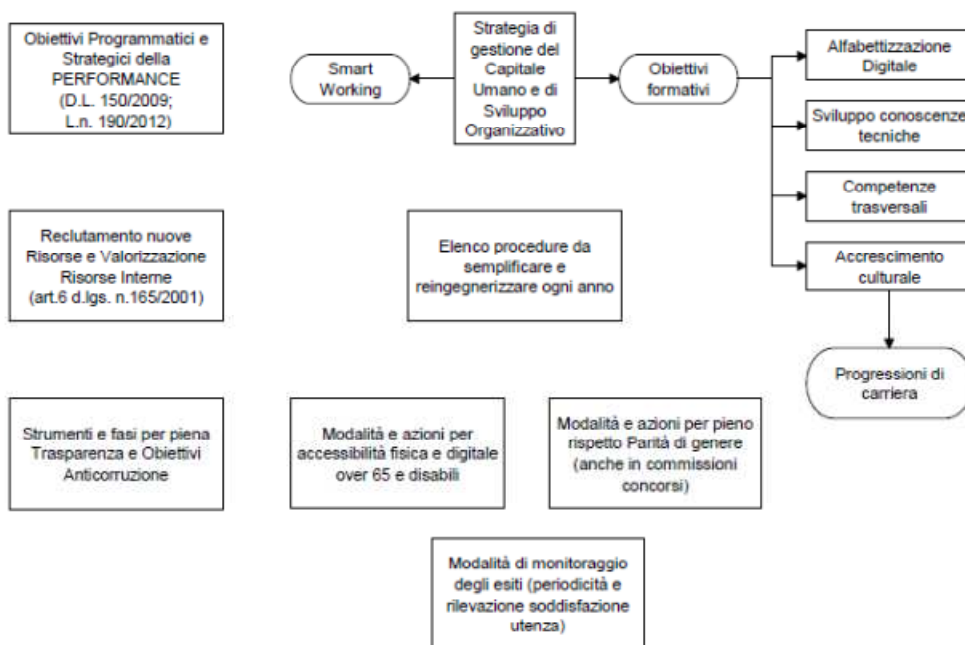 Obiettivi Programmatici e
Strategici della
PERFORMANCE
(D.L. 150/2009;
L.n. 190/2012)
Smart
Working
Strategia di
gestione del
Capitale
Umano e di
Sviluppo
Organizzativo
Obiettivi
formativi
Alfabettizzazione
Digitale
Sviluppo conoscenze
tecniche
Competenze
trasversali
Accrescimento
culturale
Progressioni di
carriera
Reclutamento nuove
Risorse e Valorizzazione
Risorse Interne
(art.6 d.lgs. n.165/2001)
Elenco procedure da
semplificare e
reingegnerizzare ogni anno
Strumenti e fasi per piena
Trasparenza e Obiettivi
Anticorruzione
Modalità e azioni per
accessibilità fisica e digitale
over 65 e disabili
Modalità e azioni per pieno
rispetto Parità di genere
(anche in commissioni
concorsi)
Modalità di monitoraggio
degli esiti (periodicità e
rilevazione soddisfazione
utenza)